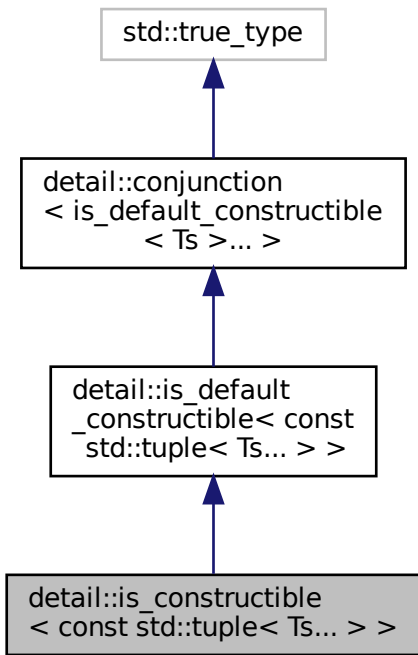 std::true_type
detail::conjunction
< is_default_constructible
< Ts >... >
detail::is_default
_constructible< const
std::tuple< Ts... > >
detail::is_constructible
< const std::tuple< Ts... > >